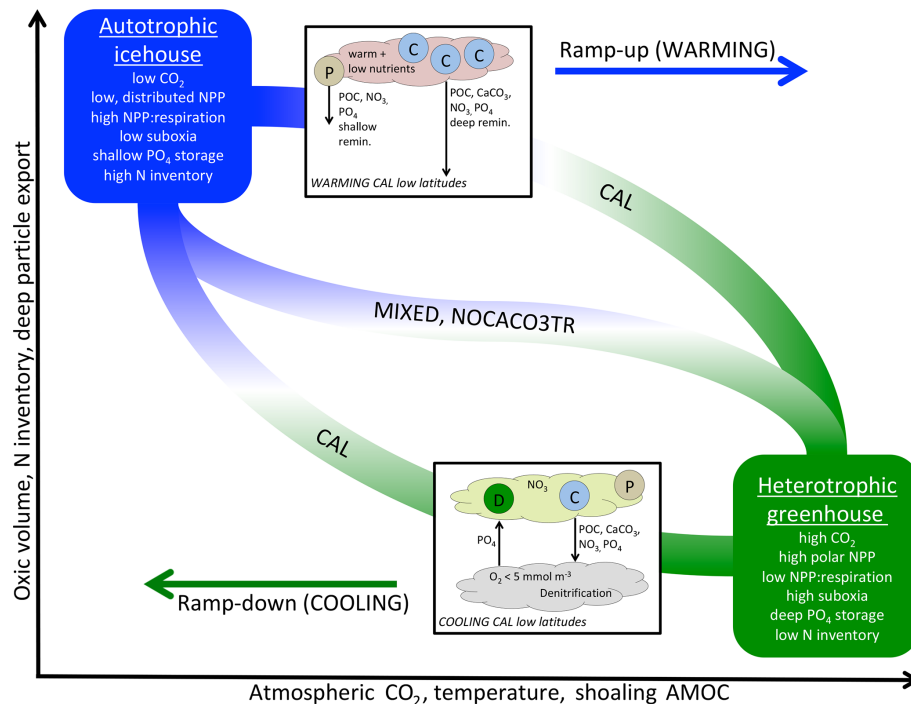 Autotrophic
icehouse
low CO₂
low, distributed NPP
high NPP:respiration
low suboxia
shallow PO₄ storage
high N inventory
P
warm +
low nutrients
C
C
C
POC, NO₃,
PO₄
shallow
remin.
POC, CaCO₃,
NO₃, PO₄
deep remin.
WARMING CAL low latitudes
Ramp-up (WARMING)
CAL
MIXED, NOCACO3TR
CAL
D
NO₃
C
P
PO₄
POC, CaCO₃,
NO₃, PO₄
O₂ < 5 mmol m⁻³
Denitrification
COOLING CAL low latitudes
Ramp-down (COOLING)
Heterotrophic
greenhouse
high CO₂
high polar NPP
low NPP:respiration
high suboxia
deep PO₄ storage
low N inventory
Oxic volume, N inventory, deep particle export
Atmospheric CO₂, temperature, shoaling AMOC